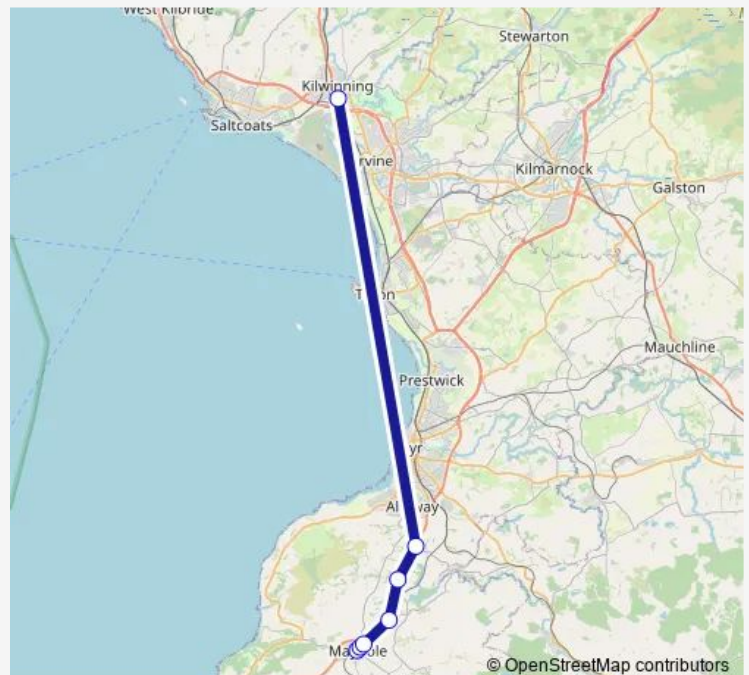 West Kilbride
Stewarton
Kilwinning
Saltcoats
Kilmarnock
Galston
Mauchline
Prestwick
© OpenStreetMap contributors